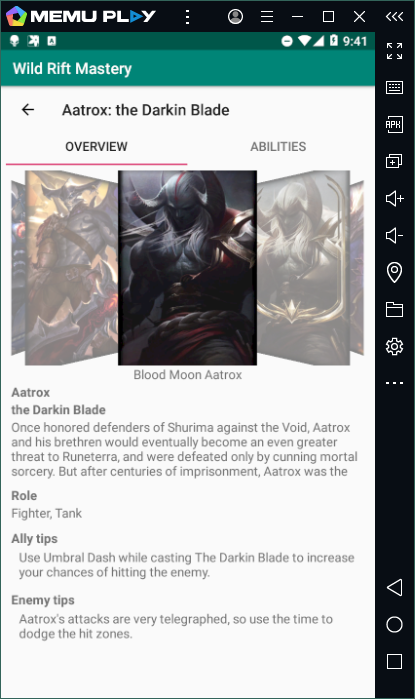 MEMU PLAY
9:41
Wild Rift Mastery
Aatrox: the Darkin Blade
OVERVIEW
ABILITIES
Blood Moon Aatrox
Aatrox
the Darkin Blade
Once honored defenders of Shurima against the Void, Aatrox
and his brethren would eventually become an even greater
threat to Runeterra, and were defeated only by cunning mortal
sorcery. But after centuries of imprisonment, Aatrox was the
Role
Fighter, Tank
Ally tips
Use Umbral Dash while casting The Darkin Blade to increase
your chances of hitting the enemy.
Enemy tips
Aatrox's attacks are very telegraphed, so use the time to
dodge the hit zones.
APK